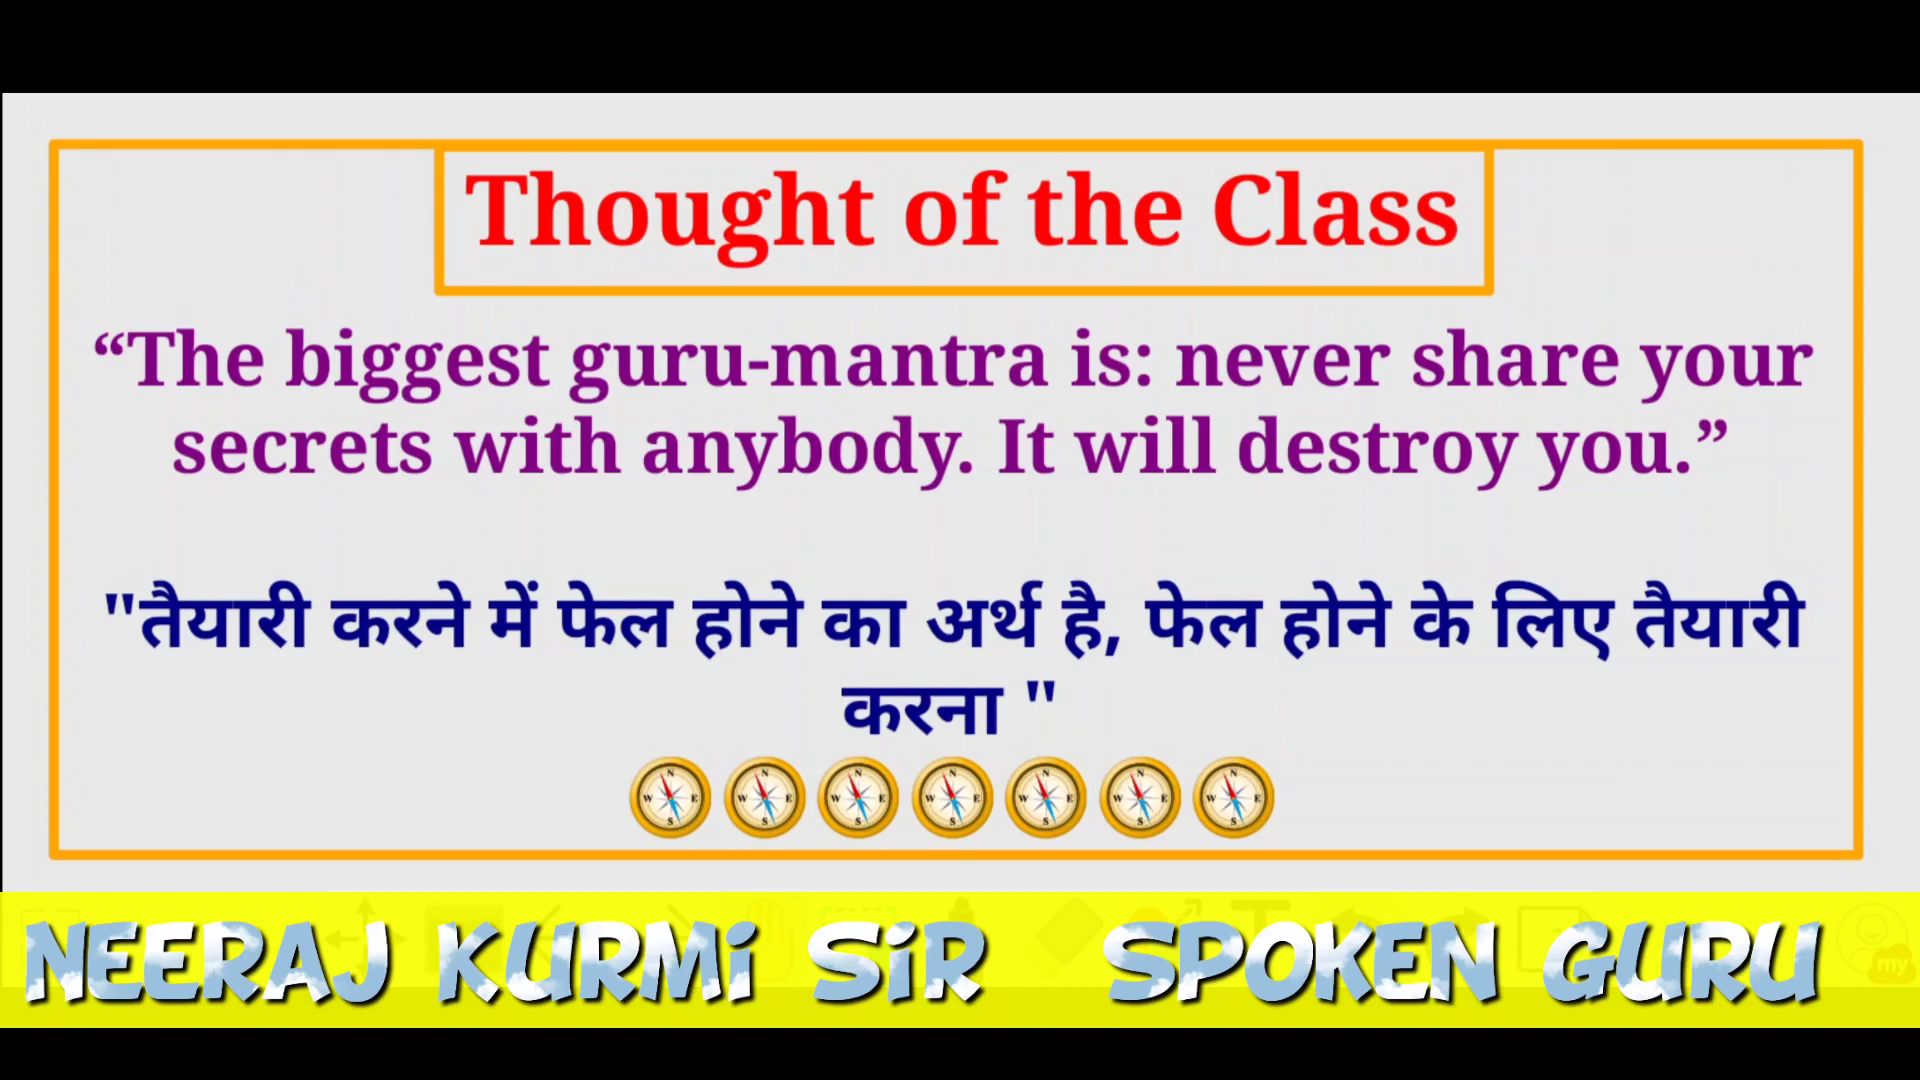 Thought of the Class
“The biggest guru-mantra is: never share your
secrets with anybody. It will destroy you.”
"तैयारी करने में फेल होने का अर्थ है, फेल होने के लिए तैयारी
करना "
NEERAJ KURMi SiR SPOKEN GURU
my